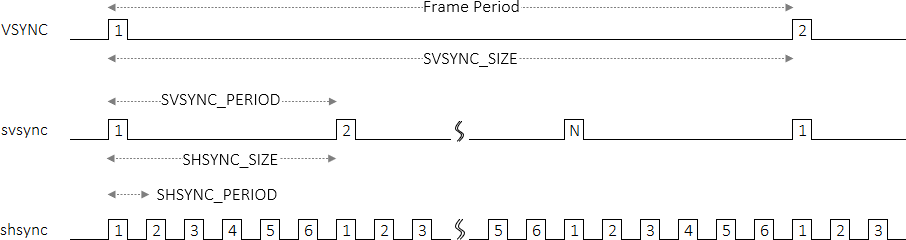 Frame Period
VSYNC 1 2
SVSYNC_SIZE
SVSYNC_PERIOD
svsync 1 2 N 1
SHSYNC_SIZE
SHSYNC_PERIOD
shsync 1 2 3 4 5 6 1 2 3 5 6 1 2 3 4 5 6 1 2 3